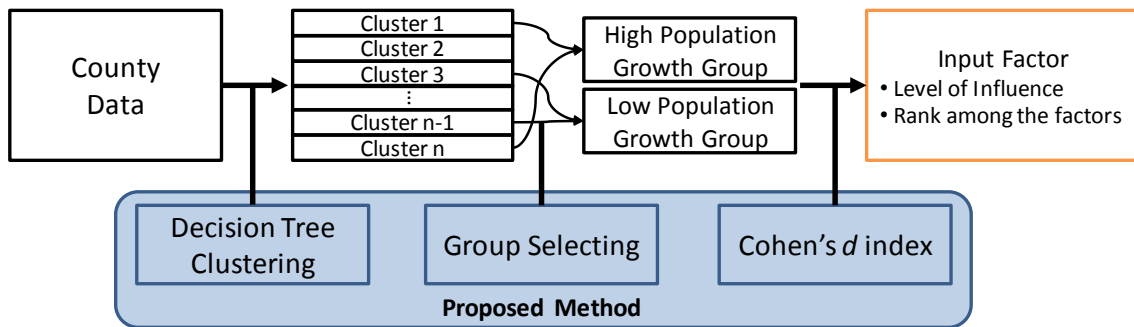 County
Data
Cluster 1
Cluster 2
Cluster 3
⋮
Cluster n-1
Cluster n
High Population
Growth Group
Low Population
Growth Group
Input Factor
• Level of Influence
• Rank among the factors
Decision Tree
Clustering
Group Selecting
Cohen's d index
Proposed Method